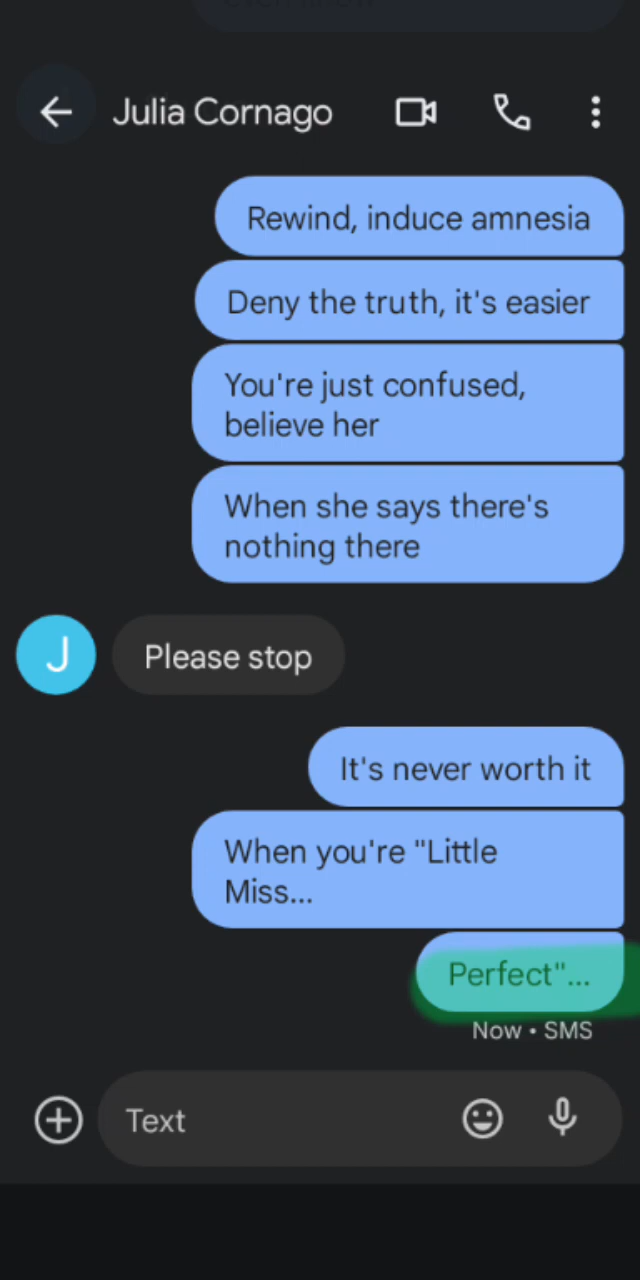 Julia Cornago
Rewind, induce amnesia
Deny the truth, it's easier
You're just confused,
believe her
When she says there's
nothing there
J
Please stop
It's never worth it
When you're "Little
Miss...
Perfect"...
Now • SMS
Text